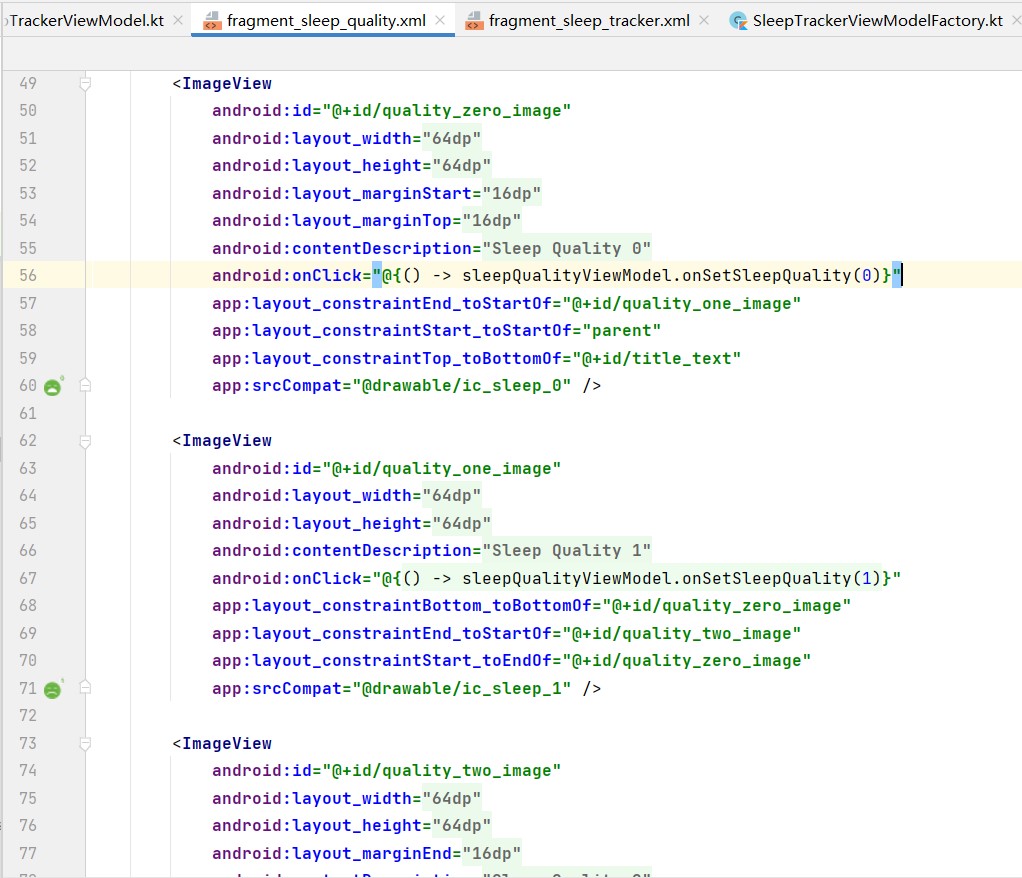 TrackerViewModel.kt
fragment_sleep_quality.xml
fragment_sleep_tracker.xml
SleepTrackerViewModelFactory.kt
49 <ImageView
50 android:id="@+id/quality_zero_image"
51 android:layout_width="64dp"
52 android:layout_height="64dp"
53 android:layout_marginStart="16dp"
54 android:layout_marginTop="16dp"
55 android:contentDescription="Sleep Quality 0"
56 android:onClick="@{() -> sleepQualityViewModel.onSetSleepQuality(0)}"
57 app:layout_constraintEnd_toStartOf="@+id/quality_one_image"
58 app:layout_constraintStart_toStartOf="parent"
59 app:layout_constraintTop_toBottomOf="@+id/title_text"
60 app:srcCompat="@drawable/ic_sleep_0" />
61
62 <ImageView
63 android:id="@+id/quality_one_image"
64 android:layout_width="64dp"
65 android:layout_height="64dp"
66 android:contentDescription="Sleep Quality 1"
67 android:onClick="@{() -> sleepQualityViewModel.onSetSleepQuality(1)}"
68 app:layout_constraintBottom_toBottomOf="@+id/quality_zero_image"
69 app:layout_constraintEnd_toStartOf="@+id/quality_two_image"
70 app:layout_constraintStart_toEndOf="@+id/quality_zero_image"
71 app:srcCompat="@drawable/ic_sleep_1" />
72
73 <ImageView
74 android:id="@+id/quality_two_image"
75 android:layout_width="64dp"
76 android:layout_height="64dp"
77 android:layout_marginEnd="16dp"